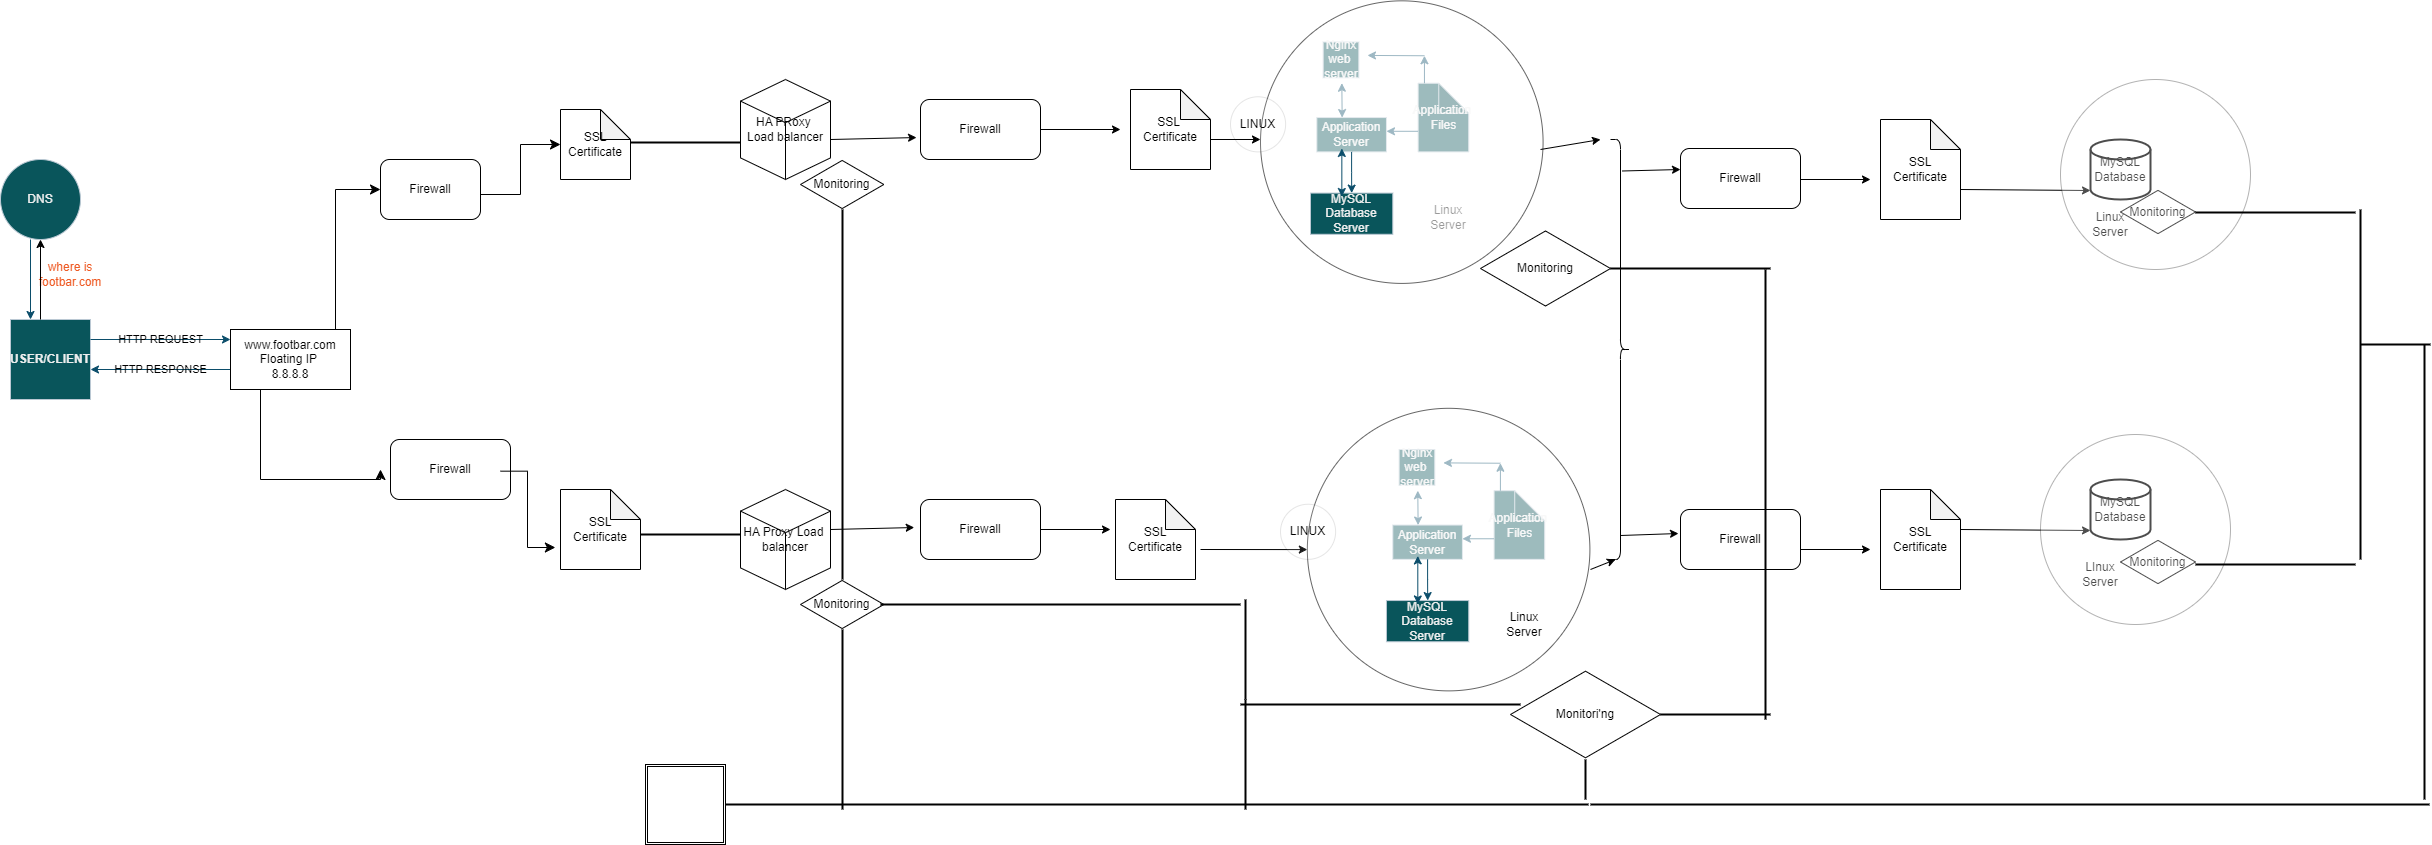 DNS
where is
footbar.com
USER/CLIENT
HTTP REQUEST
HTTP RESPONSE
www.footbar.com
Floating IP
8.8.8.8
Firewall
SSL
Certificate
HA PRoxy
Load balancer
Monitoring
Firewall
SSL
Certificate
LINUX
Nginx
web
server
Application
Files
Application
Server
MySQL
Database
Server
Linux
Server
Monitoring
Firewall
SSL
Certificate
MySQL
Database
Linux
Server
Monitoring
Firewall
SSL
Certificate
HA Proxy Load
balancer
Monitoring
Firewall
SSL
Certificate
LINUX
Nginx
web
server
Application
Files
Application
Server
MySQL
Database
Server
Linux
Server
Monitori'ng
Firewall
SSL
Certificate
MySQL
Database
LInux
Server
Monitoring